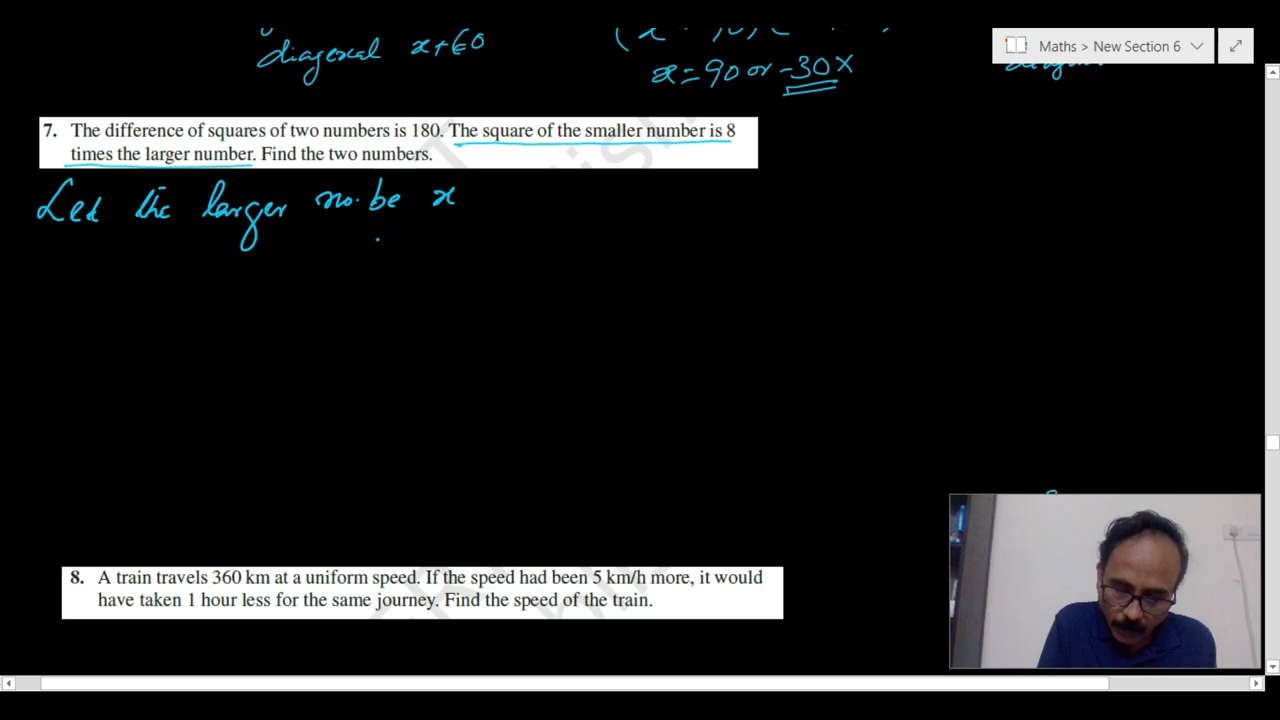 diagonal x+60
x = 90 or -30 X
Maths > New Section 6
7. The difference of squares of two numbers is 180. The square of the smaller number is 8
times the larger number. Find the two numbers.
Let the larger no. be x
8. A train travels 360 km at a uniform speed. If the speed had been 5 km/h more, it would
have taken 1 hour less for the same journey. Find the speed of the train.